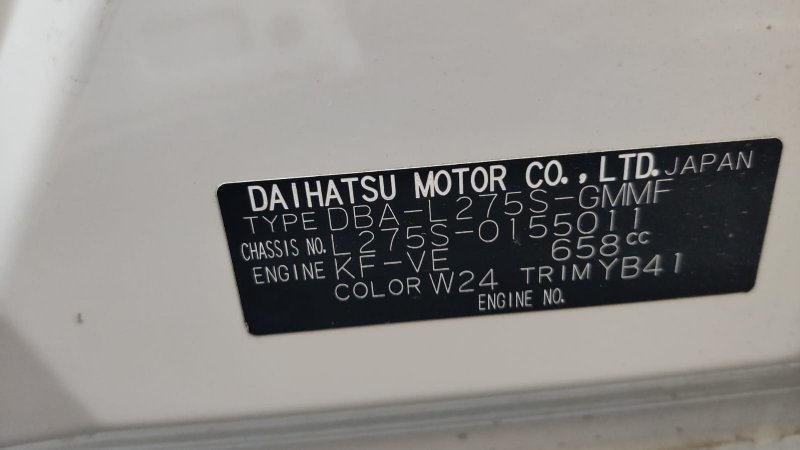 DAIHATSU MOTOR CO., LTD. JAPAN
TYPE DBA-L275S-GMMF
CHASSIS NO. L275S-0155011
ENGINE KF-VE 658cc
COLOR W24 TRIM YB41
ENGINE NO.